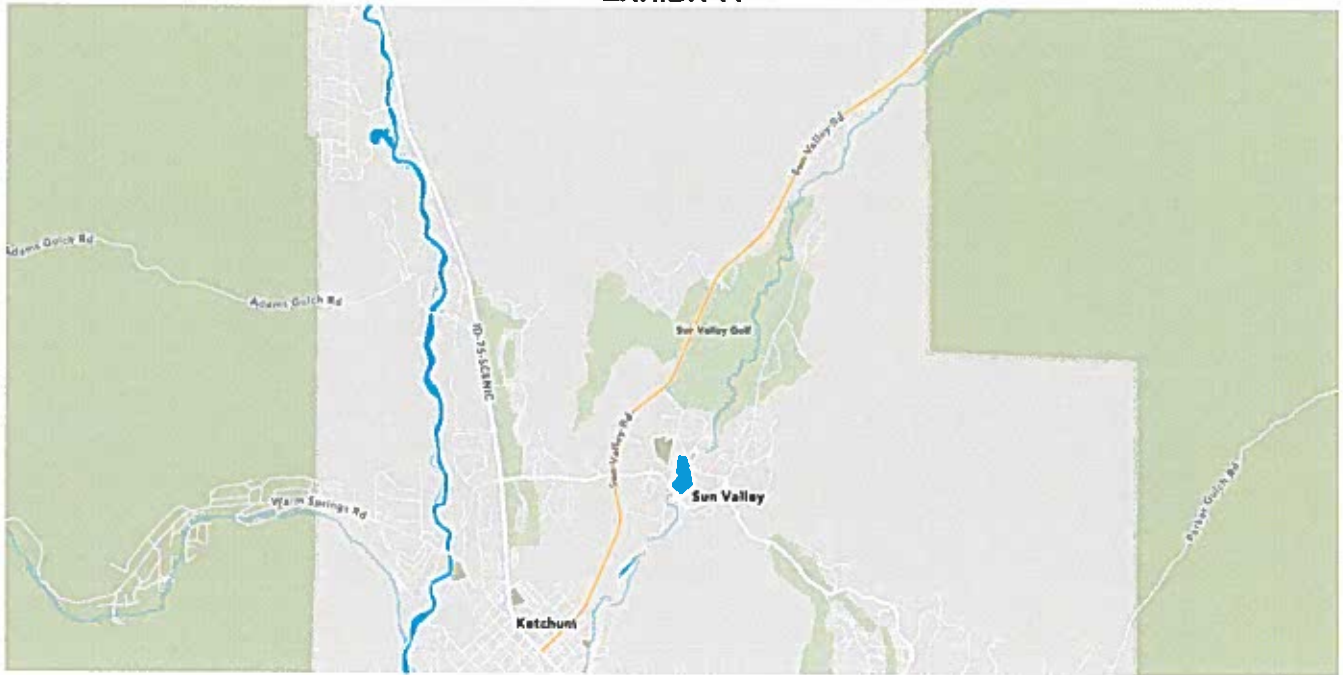 Sun Valley Rd
Adams Gulch Rd
Adams Gulch Rd
ID-75-SCENIC
Sun Valley Golf
Sun Valley Rd
Warm Springs Rd
Sun Valley
Parker Gulch Rd
Ketchum